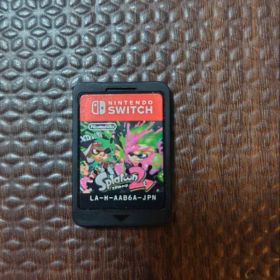 NINTENDO
SWITCH
Nintendo
Splatoon 2
LA-H-AAB6A-JPN